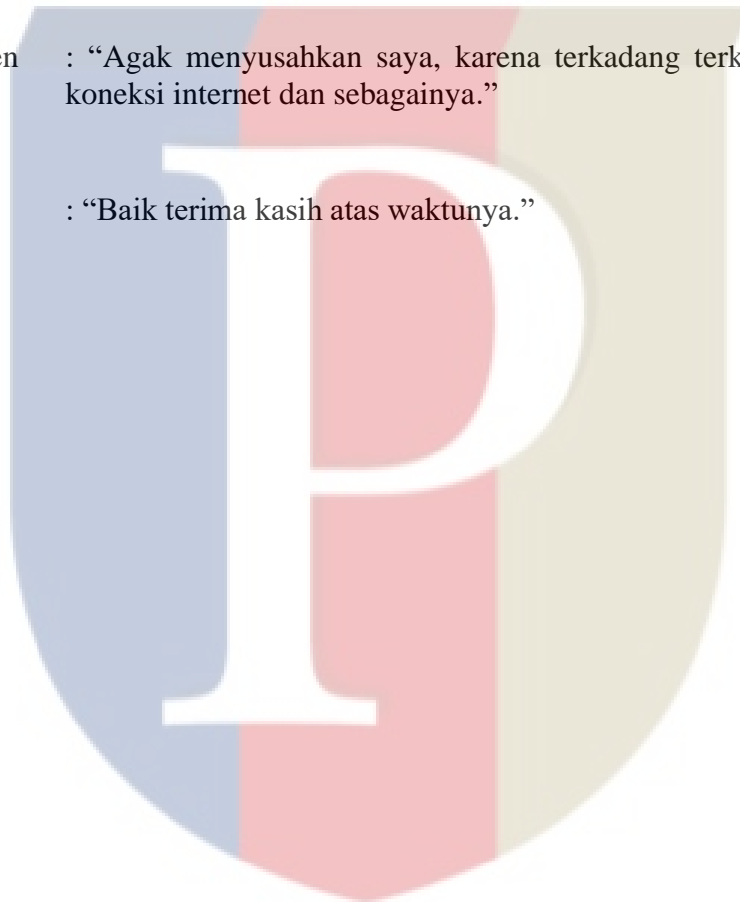 en : “Agak menyusahkan saya, karena terkadang terk
koneksi internet dan sebagainya.”
: “Baik terima kasih atas waktunya.”
P